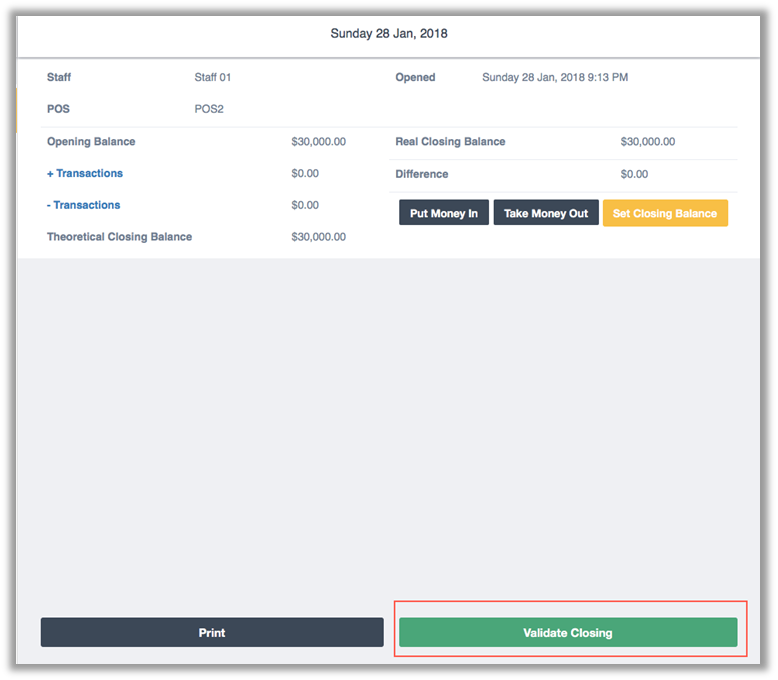 Sunday 28 Jan, 2018
Staff Staff 01 Opened Sunday 28 Jan, 2018 9:13 PM
POS POS2
Opening Balance $30,000.00 Real Closing Balance $30,000.00
+ Transactions $0.00 Difference $0.00
- Transactions $0.00 Put Money In Take Money Out Set Closing Balance
Theoretical Closing Balance $30,000.00
Print Validate Closing